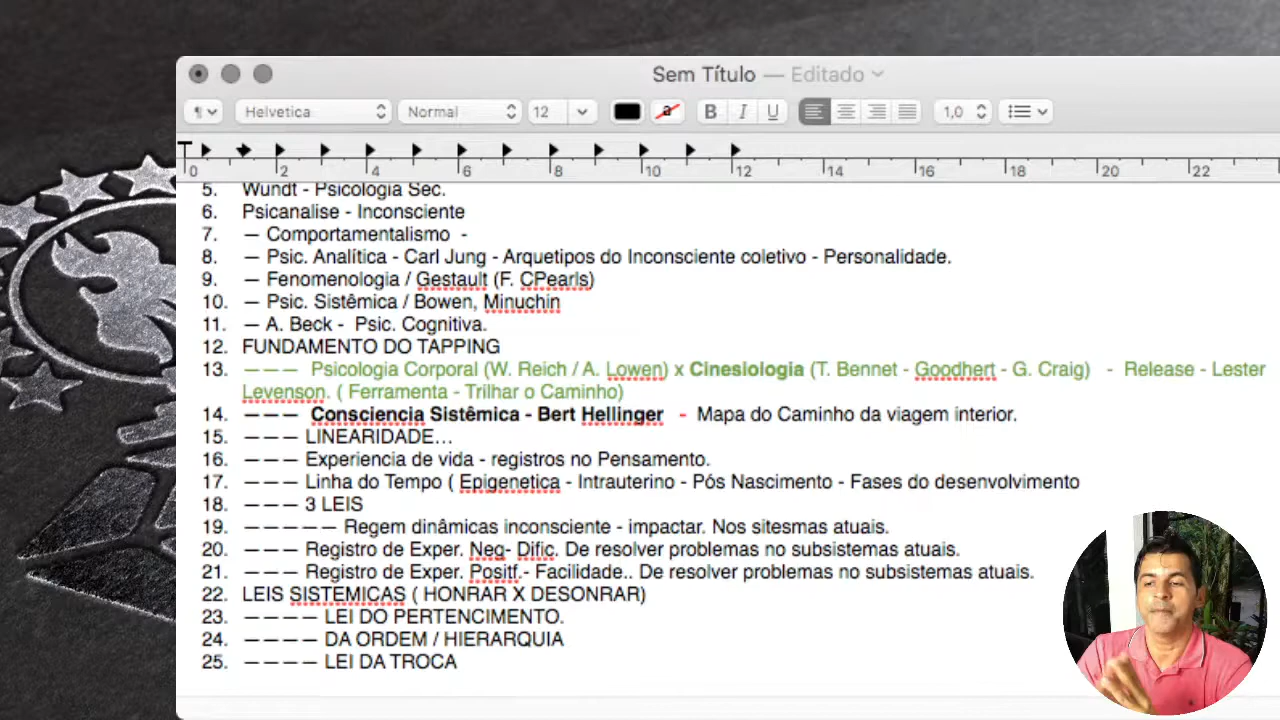 Sem Título — Editado
¶ Helvetica Normal 12 a B I U 1,0
0 2 4 6 8 10 12 14 16 18 20 22
5. Wundt - Psicologia Sec.
6. Psicanalise - Inconsciente
7. — Comportamentalismo -
8. — Psic. Analítica - Carl Jung - Arquetipos do Inconsciente coletivo - Personalidade.
9. — Fenomenologia / Gestault (F. CPearls)
10. — Psic. Sistêmica / Bowen, Minuchin
11. — A. Beck - Psic. Cognitiva.
12. FUNDAMENTO DO TAPPING
13. — — — Psicologia Corporal (W. Reich / A. Lowen) x Cinesiologia (T. Bennet - Goodhert - G. Craig) - Release - Lester
Levenson. ( Ferramenta - Trilhar o Caminho)
14. — — — Consciencia Sistêmica - Bert Hellinger - Mapa do Caminho da viagem interior.
15. — — — LINEARIDADE…
16. — — — Experiencia de vida - registros no Pensamento.
17. — — — Linha do Tempo ( Epigenetica - Intrauterino - Pós Nascimento - Fases do desenvolvimento
18. — — — 3 LEIS
19. — — — — — Regem dinâmicas inconsciente - impactar. Nos sitesmas atuais.
20. — — — Registro de Exper. Neg- Dific. De resolver problemas no subsistemas atuais.
21. — — — Registro de Exper. Positf.- Facilidade.. De resolver problemas no subsistemas atuais.
22. LEIS SISTEMICAS ( HONRAR X DESONRAR)
23. — — — — LEI DO PERTENCIMENTO.
24. — — — — DA ORDEM / HIERARQUIA
25. — — — — LEI DA TROCA